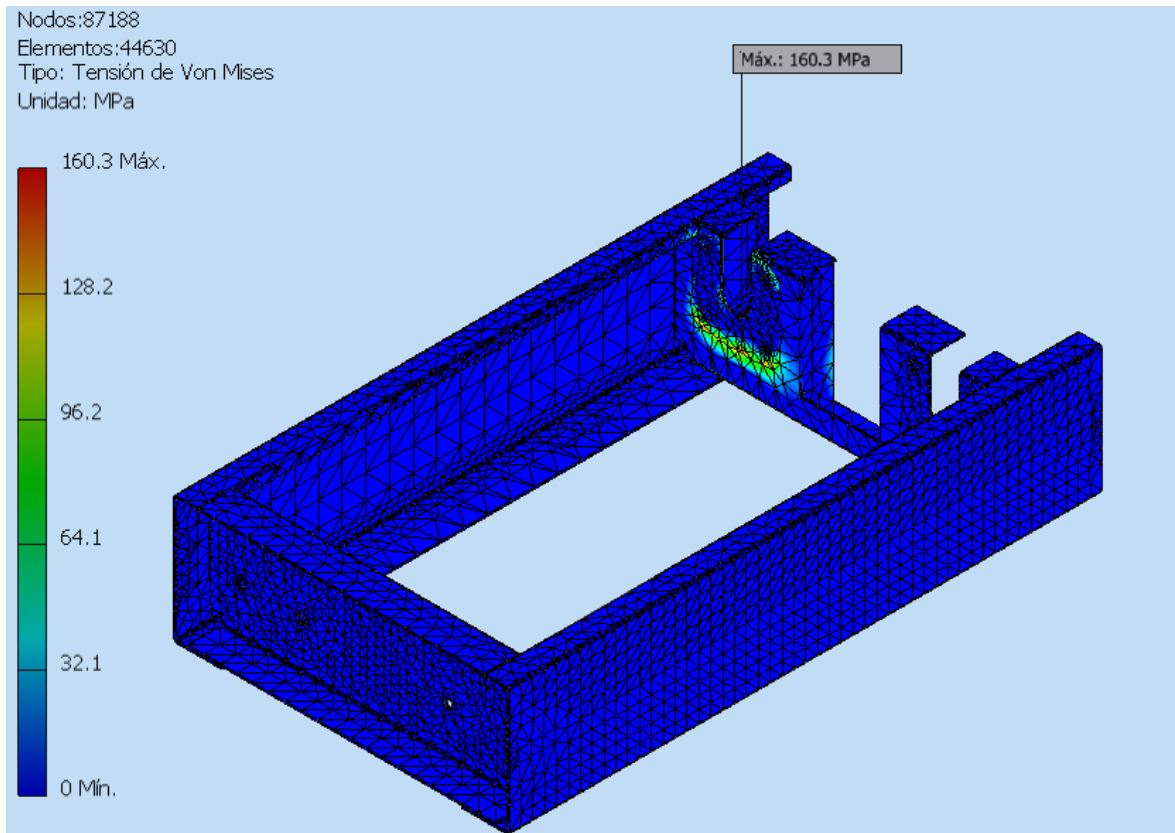 Nodos:87188
Elementos:44630
Tipo: Tensión de Von Mises
Unidad: MPa
Máx.: 160.3 MPa
160.3 Máx.
128.2
96.2
64.1
32.1
0 Mín.